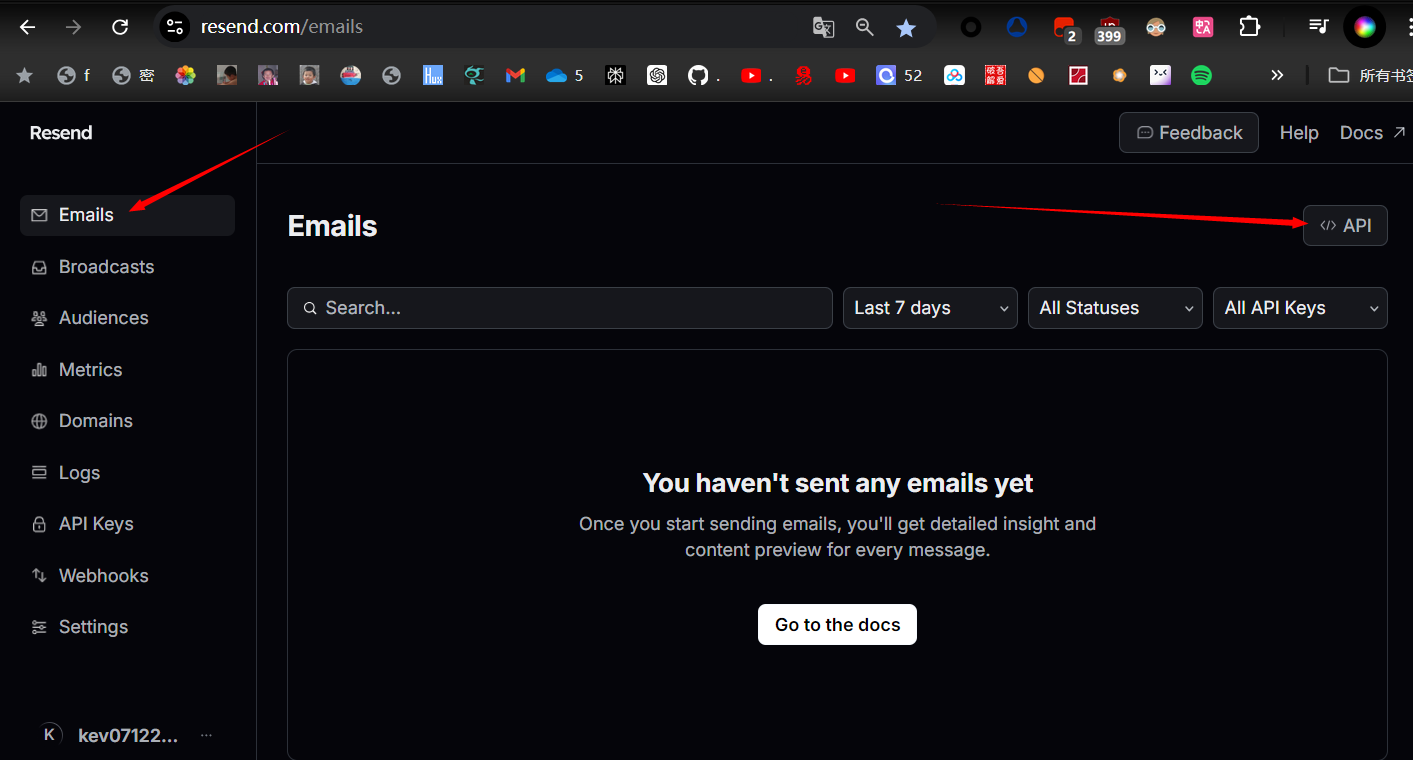 resend.com/emails
2
399
f
密
5
.
.
52
所有书签
Resend
Feedback
Help
Docs
Emails
Broadcasts
Audiences
Metrics
Domains
Logs
API Keys
Webhooks
Settings
kev07122...
K
Emails
API
Search...
Last 7 days
All Statuses
All API Keys
You haven't sent any emails yet
Once you start sending emails, you'll get detailed insight and
content preview for every message.
Go to the docs